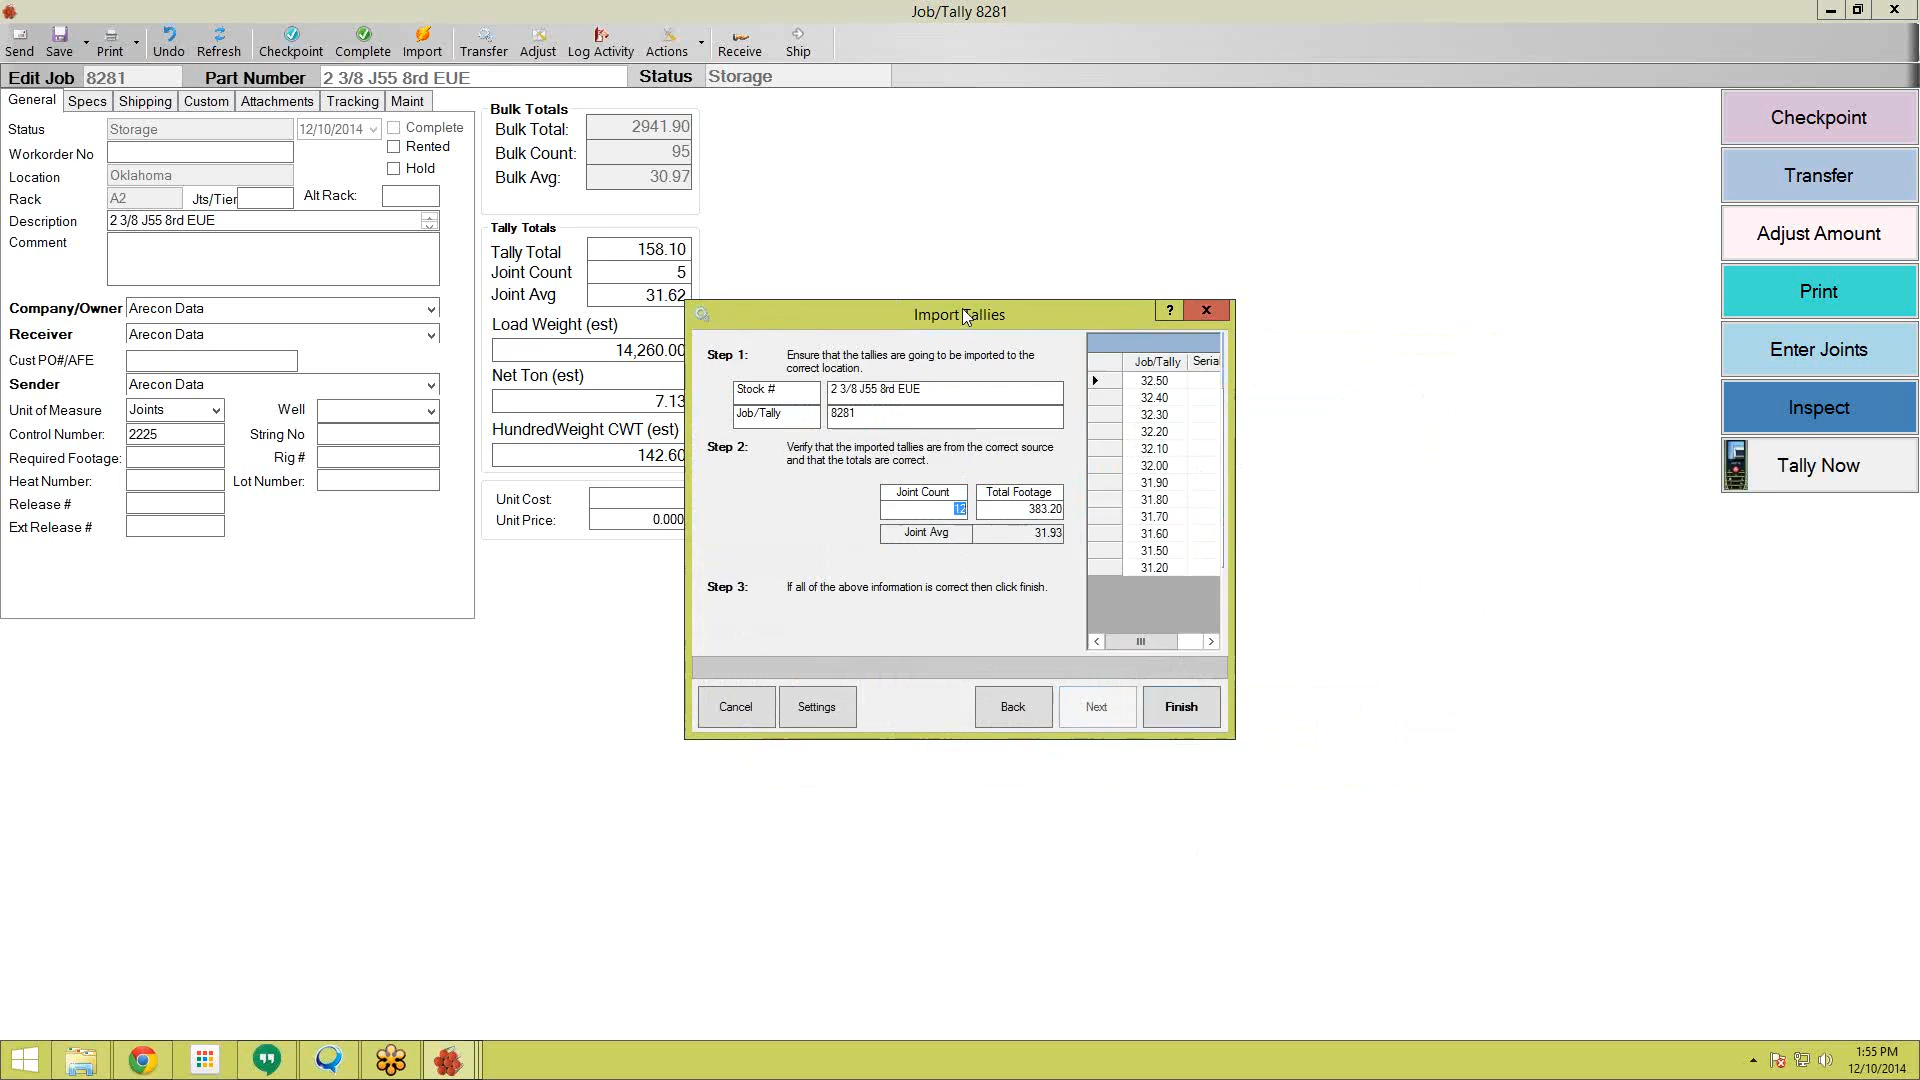 Job/Tally 8281
Send Save Print Undo Refresh Checkpoint Complete Import Transfer Adjust Log Activity Actions Receive Ship
Edit Job 8281 Part Number 2 3/8 J55 8rd EUE Status Storage
General Specs Shipping Custom Attachments Tracking Maint
Status Storage 12/10/2014 Complete
Workorder No Rented
Location Oklahoma Hold
Rack A2 Jts/Tier Alt Rack:
Description 2 3/8 J55 8rd EUE
Comment
Company/Owner Arecon Data
Receiver Arecon Data
Cust PO#/AFE
Sender Arecon Data
Unit of Measure Joints Well
Control Number: 2225 String No
Required Footage: Rig #
Heat Number: Lot Number:
Release #
Ext Release #
Bulk Totals
Bulk Total: 2941.90
Bulk Count: 95
Bulk Avg: 30.97
Tally Totals
Tally Total 158.10
Joint Count 5
Joint Avg 31.62
Load Weight (est)
14,260.00
Net Ton (est)
7.13
HundredWeight CWT (est)
142.60
Unit Cost:
Unit Price: 0.000
Import Tallies ? X
Step 1: Ensure that the tallies are going to be imported to the
correct location.
Stock # 2 3/8 J55 8rd EUE
Job/Tally 8281
Step 2: Verify that the imported tallies are from the correct source
and that the totals are correct.
Joint Count Total Footage
12 383.20
Joint Avg 31.93
Step 3: If all of the above information is correct then click finish.
Job/Tally Serial
32.50
32.40
32.30
32.20
32.10
32.00
31.90
31.80
31.70
31.60
31.50
31.20
Cancel Settings Back Next Finish
Checkpoint
Transfer
Adjust Amount
Print
Enter Joints
Inspect
Tally Now
1:55 PM
12/10/2014